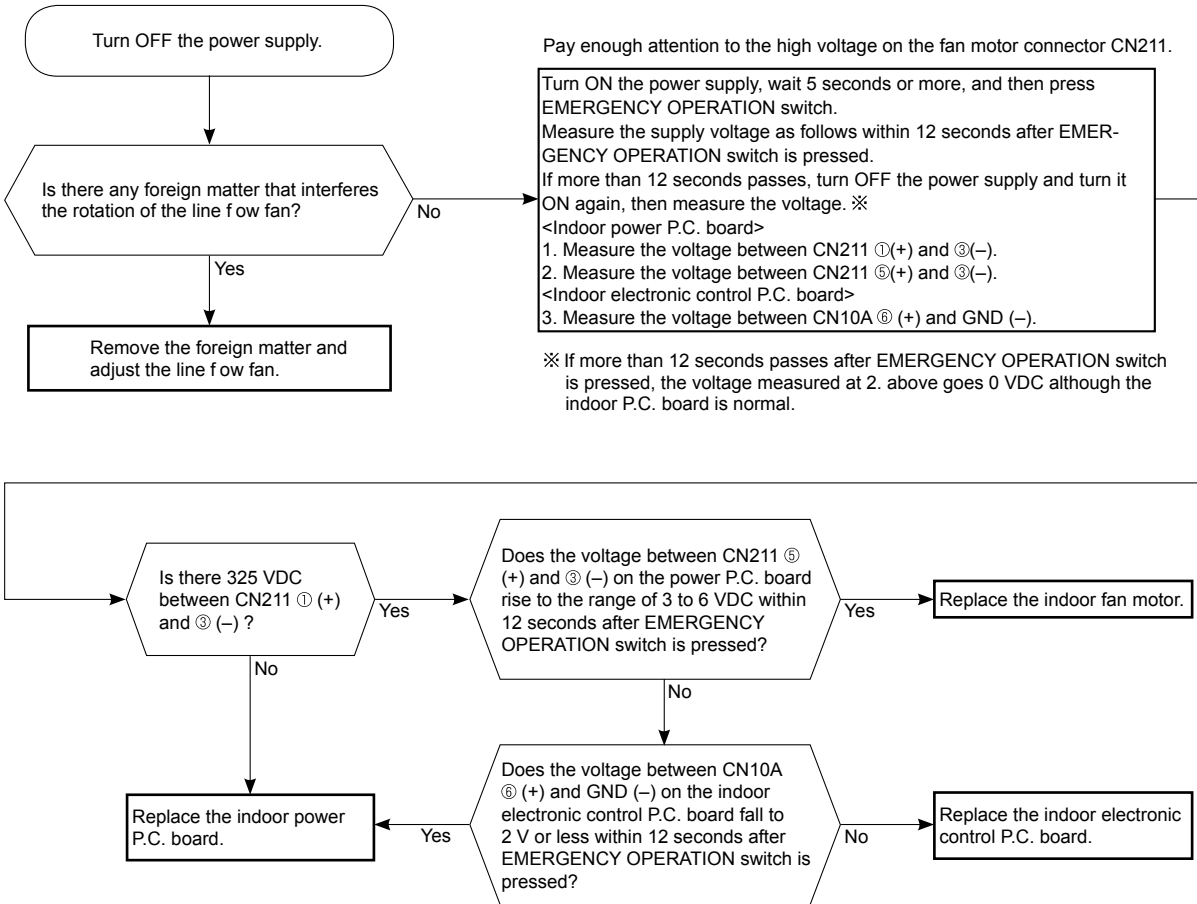 Turn OFF the power supply.
Is there any foreign matter that interferes
the rotation of the line f ow fan?
No
Yes
Remove the foreign matter and
adjust the line f ow fan.
Pay enough attention to the high voltage on the fan motor connector CN211.
Turn ON the power supply, wait 5 seconds or more, and then press
EMERGENCY OPERATION switch.
Measure the supply voltage as follows within 12 seconds after EMER-
GENCY OPERATION switch is pressed.
If more than 12 seconds passes, turn OFF the power supply and turn it
ON again, then measure the voltage. ※
<Indoor power P.C. board>
1. Measure the voltage between CN211 ①(+) and ③(–).
2. Measure the voltage between CN211 ⑤(+) and ③(–).
<Indoor electronic control P.C. board>
3. Measure the voltage between CN10A ⑥ (+) and GND (–).
※ If more than 12 seconds passes after EMERGENCY OPERATION switch
is pressed, the voltage measured at 2. above goes 0 VDC although the
indoor P.C. board is normal.
Is there 325 VDC
between CN211 ① (+)
and ③ (–) ?
Yes
No
Does the voltage between CN211 ⑤
(+) and ③ (–) on the power P.C. board
rise to the range of 3 to 6 VDC within
12 seconds after EMERGENCY
OPERATION switch is pressed?
Yes
No
Replace the indoor fan motor.
Replace the indoor power
P.C. board.
Yes
Does the voltage between CN10A
⑥ (+) and GND (–) on the indoor
electronic control P.C. board fall to
2 V or less within 12 seconds after
EMERGENCY OPERATION switch is
pressed?
No
Replace the indoor electronic
control P.C. board.